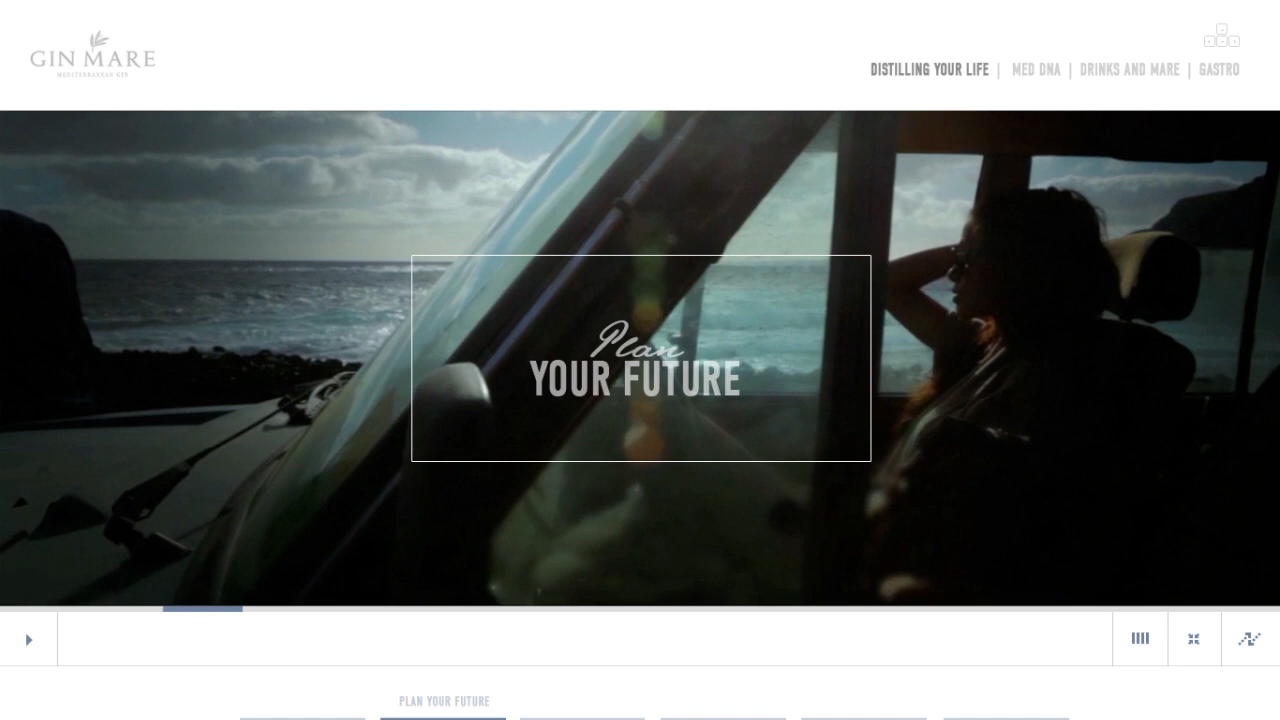 GIN MARE
MEDITERRANEAN GIN
DISTILLING YOUR LIFE | MED DNA | DRINKS AND MARE | GASTRO
Plan
YOUR FUTURE
PLAN YOUR FUTURE